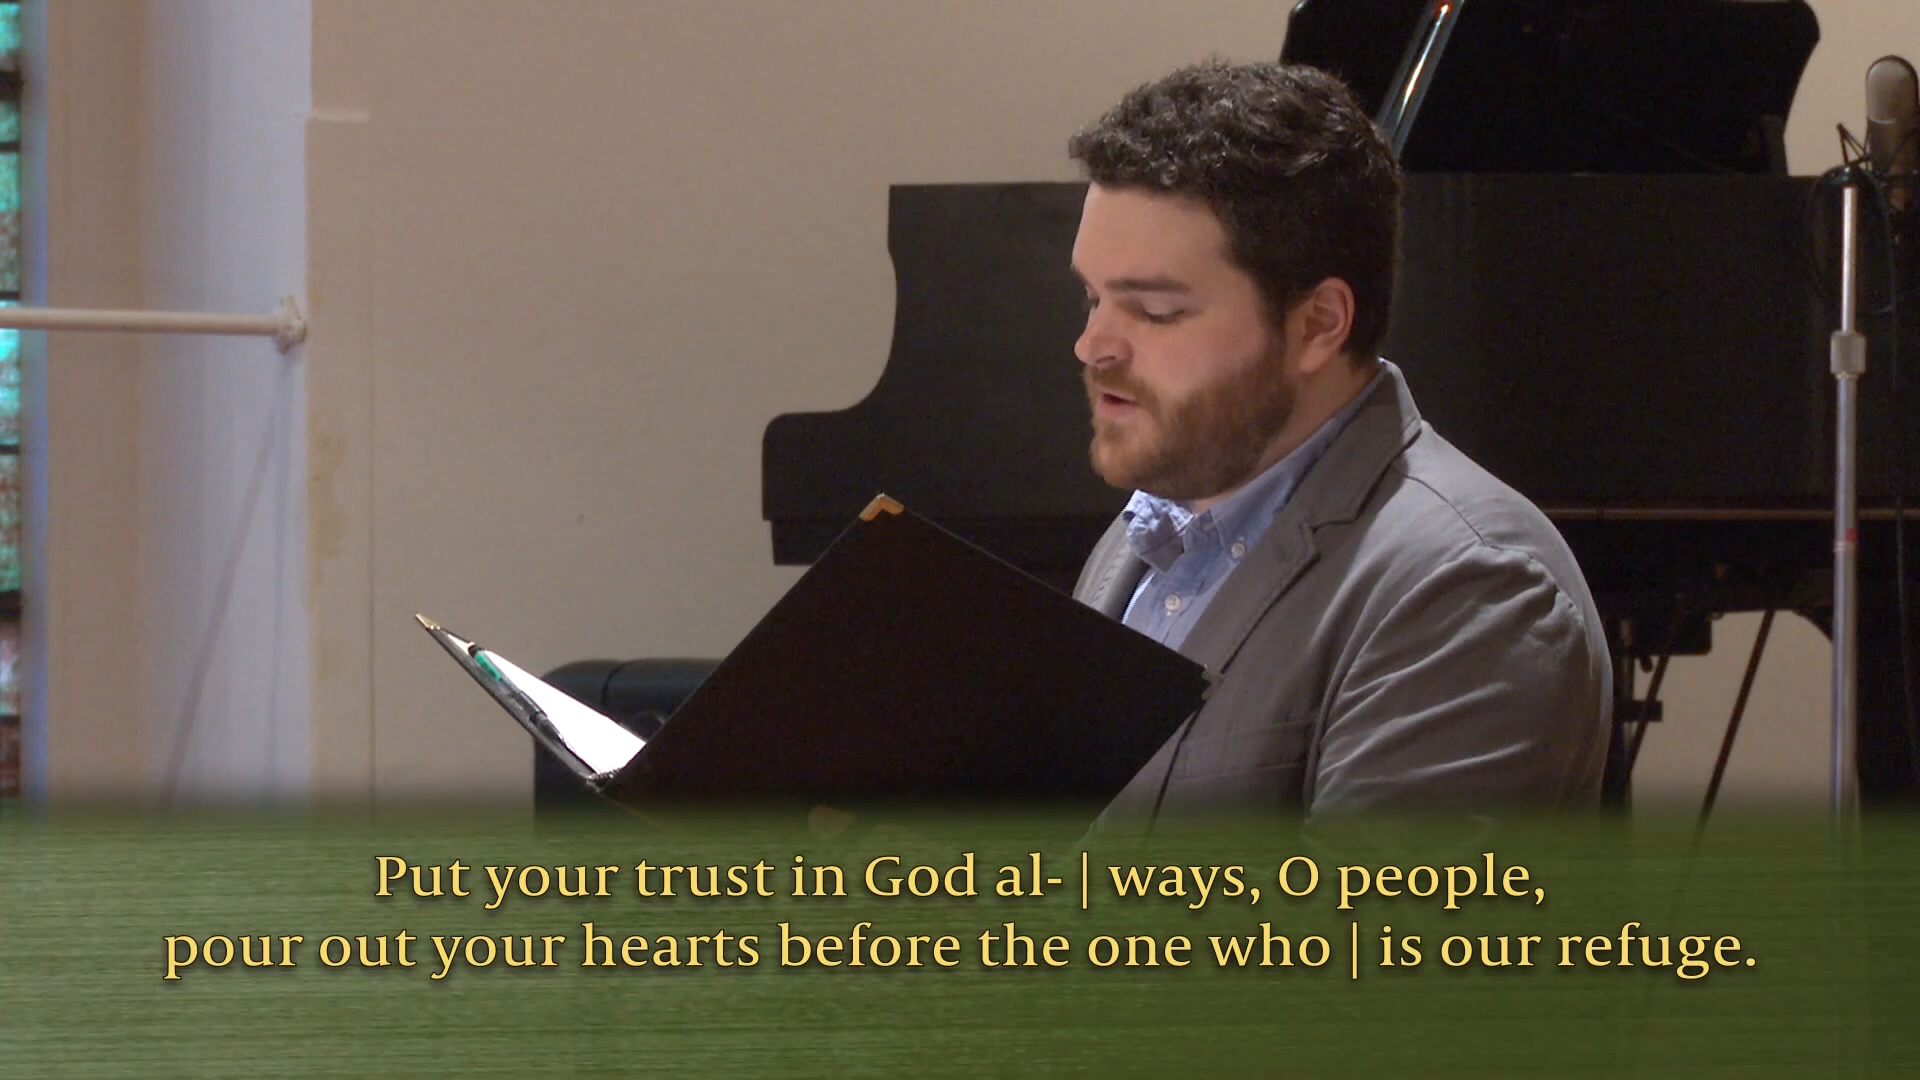 Put your trust in God al- | ways, O people,
pour out your hearts before the one who | is our refuge.